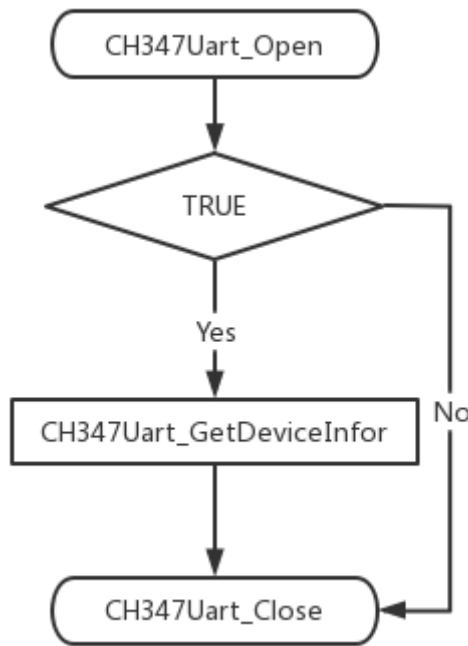 CH347Uart_Open
TRUE
Yes
CH347Uart_GetDeviceInfor
No
CH347Uart_Close